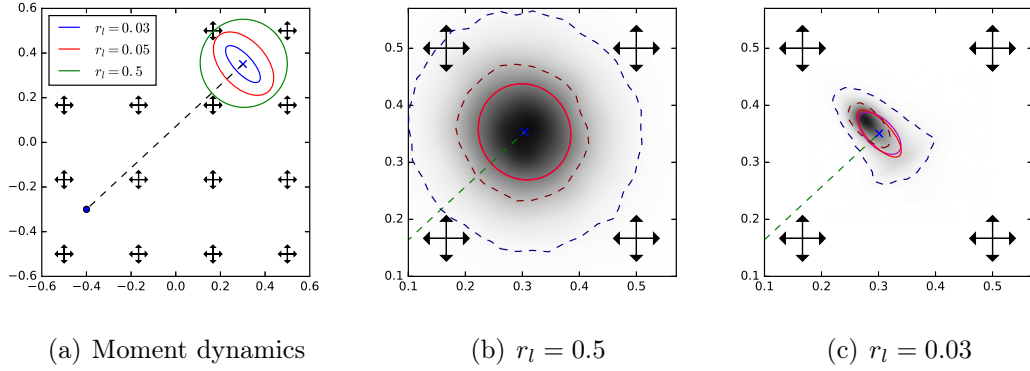 0.6
0.4
0.2
0.0
−0.2
−0.4
−0.6
−0.6 −0.4 −0.2 0.0 0.2 0.4 0.6
r_l = 0.03
r_l = 0.05
r_l = 0.5
(a) Moment dynamics
0.5
0.4
0.3
0.2
0.1
0.1 0.2 0.3 0.4 0.5
(b) r_l = 0.5
0.5
0.4
0.3
0.2
0.1
0.1 0.2 0.3 0.4 0.5
(c) r_l = 0.03